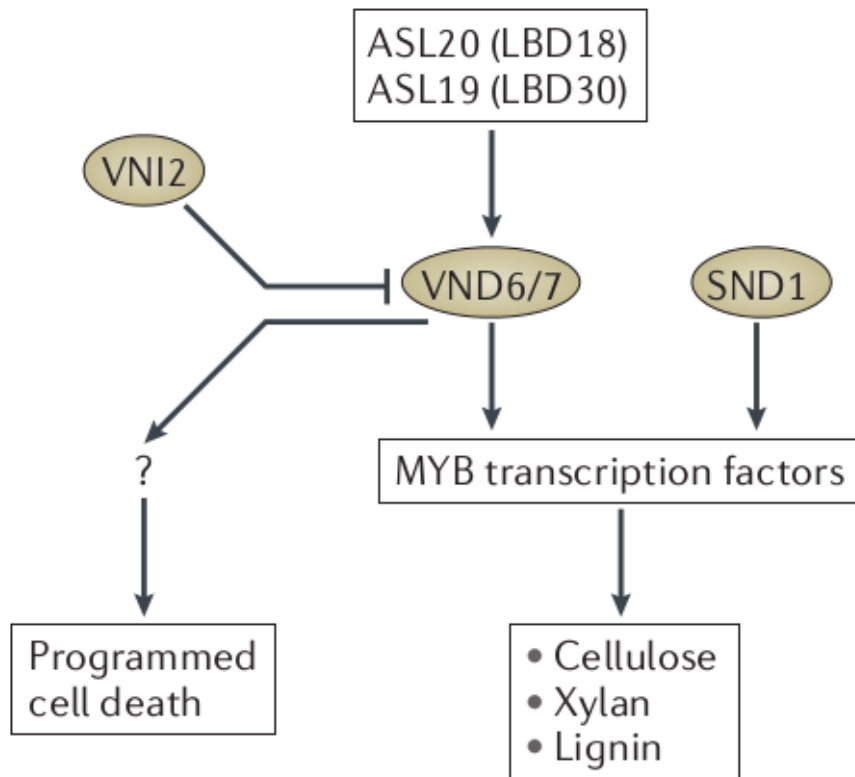 ASL20 (LBD18)
ASL19 (LBD30)
VNI2
VND6/7
SND1
?
MYB transcription factors
Programmed
cell death
• Cellulose
• Xylan
• Lignin